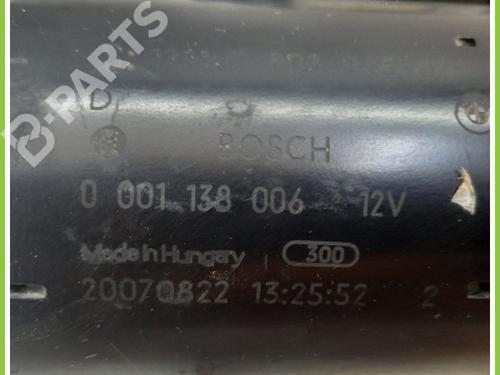 D
BOSCH
0 001 138 006 12V
Made in Hungary 300
20070822 13:25:52 2
B-PARTS